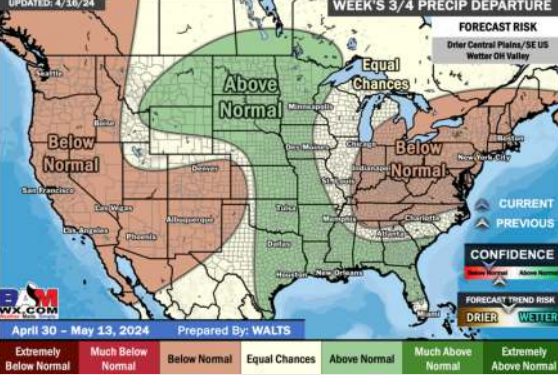 UPDATED: 4/16/24
WEEK'S 3/4 PRECIP DEPARTURE
FORECAST RISK
Drier Central Plains/SE US
Wetter OH Valley
Equal
Chances
Seattle
Above
Normal
Minneapolis
Boise
Below
Normal
Boston
Below
Normal
Chicago
New York City
Des Moines
Indianapolis
Denver
San Francisco
St. Louis
CURRENT
PREVIOUS
Las Vegas
Tulsa
Memphis
Charlotte
Los Angeles
Albuquerque
Atlanta
Phoenix
Dallas
CONFIDENCE
Below Normal
Above Normal
Houston
New Orleans
BAM
WX.COM
Miami
FORECAST TREND RISK
DRIER
WETTER
April 30 – May 13, 2024
Prepared By: WALTS
Extremely
Below Normal
Much Below
Normal
Below Normal
Equal Chances
Above Normal
Much Above
Normal
Extremely
Above Normal